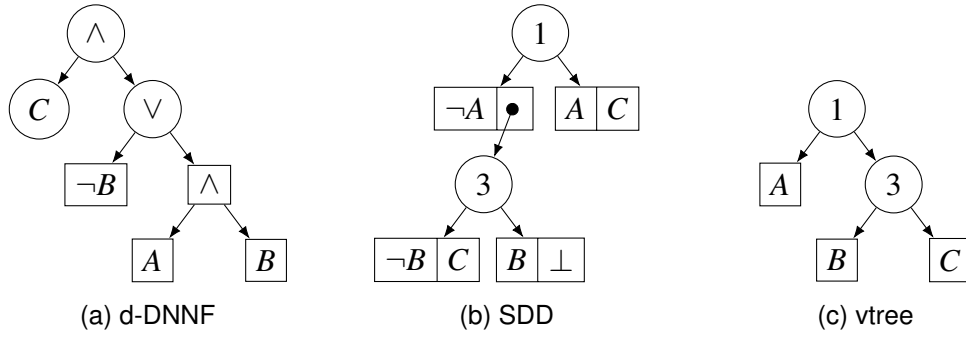 ∧
C
∨
¬B
∧
A
B
(a) d-DNNF
1
¬A
A C
3
¬B C
B ⊥
(b) SDD
1
A
3
B
C
(c) vtree